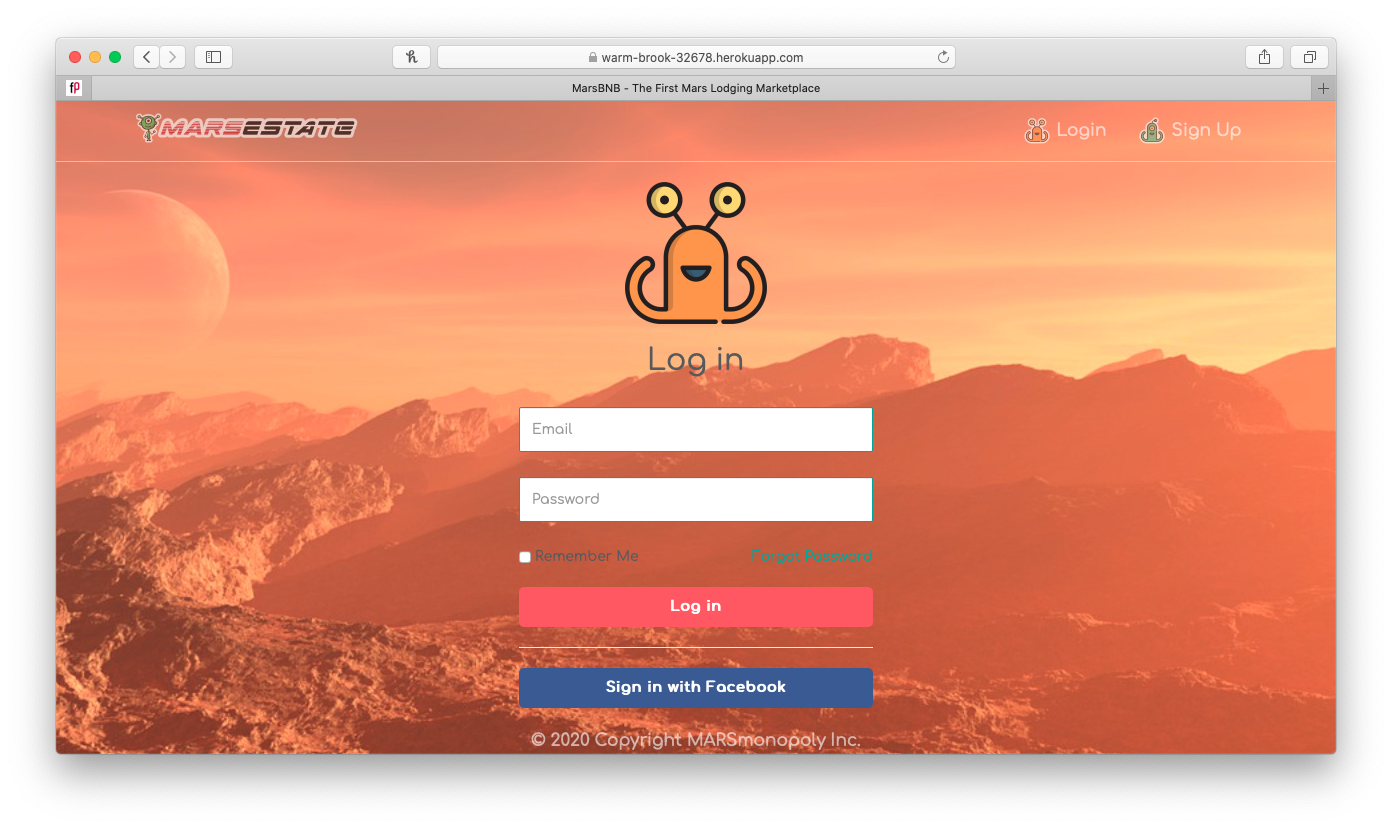 warm-brook-32678.herokuapp.com
fp
MarsBNB - The First Mars Lodging Marketplace
MARSESTATE
Login
Sign Up
Log in
Email
Password
Remember Me
Forgot Password
Log in
Sign in with Facebook
© 2020 Copyright MARSmonopoly Inc.